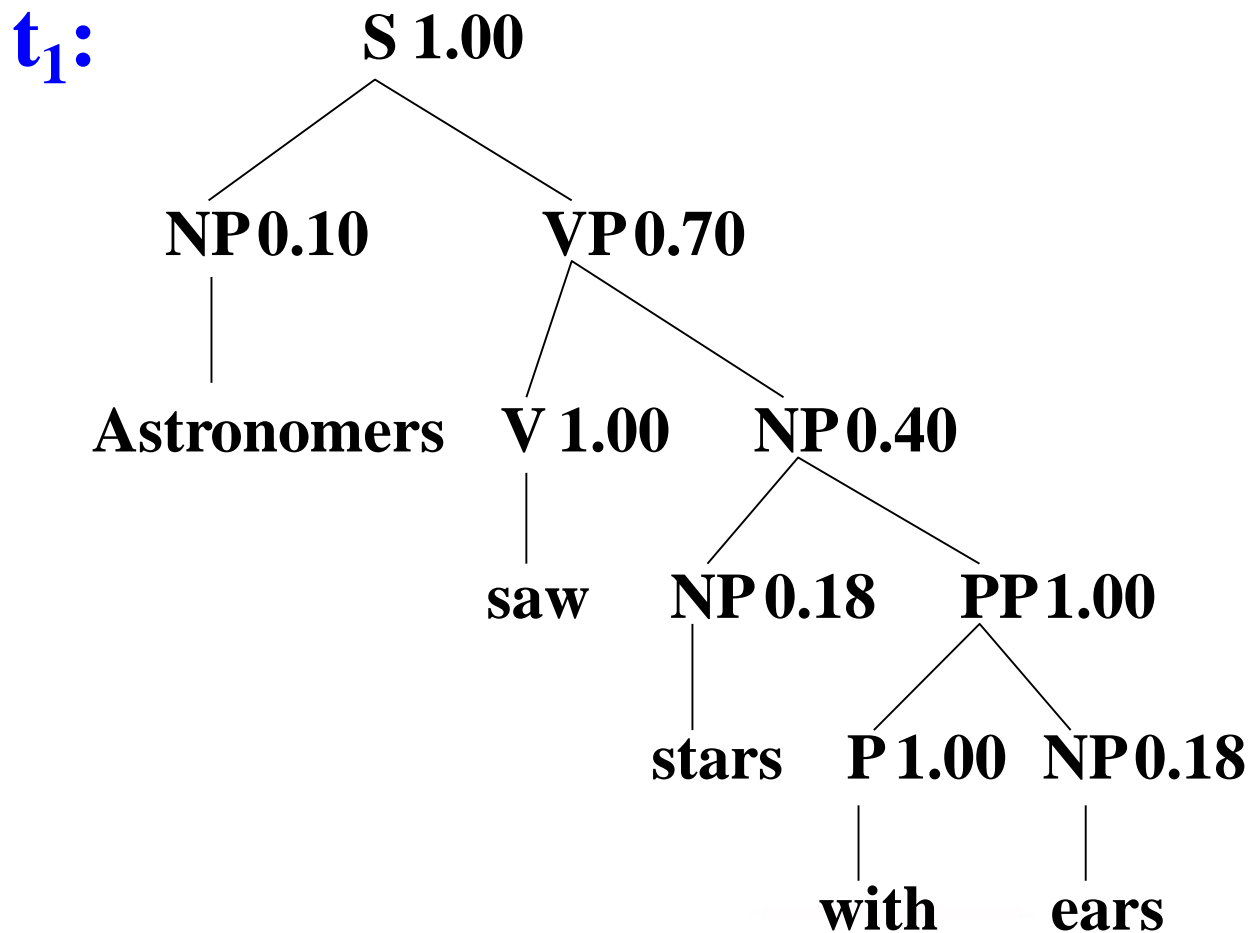 t₁:
S 1.00
NP 0.10 VP 0.70
Astronomers V 1.00 NP 0.40
saw NP 0.18 PP 1.00
stars P 1.00 NP 0.18
with ears